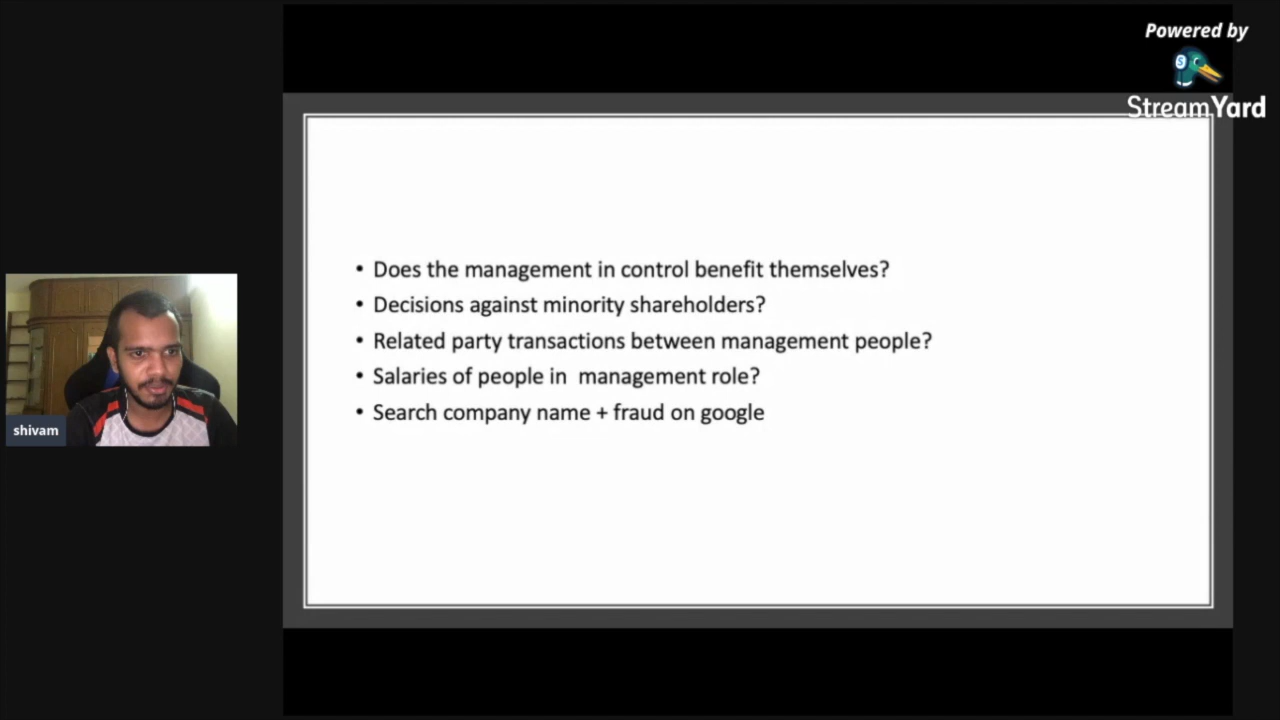 Powered by
StreamYard
• Does the management in control benefit themselves?
• Decisions against minority shareholders?
• Related party transactions between management people?
• Salaries of people in  management role?
• Search company name + fraud on google
shivam